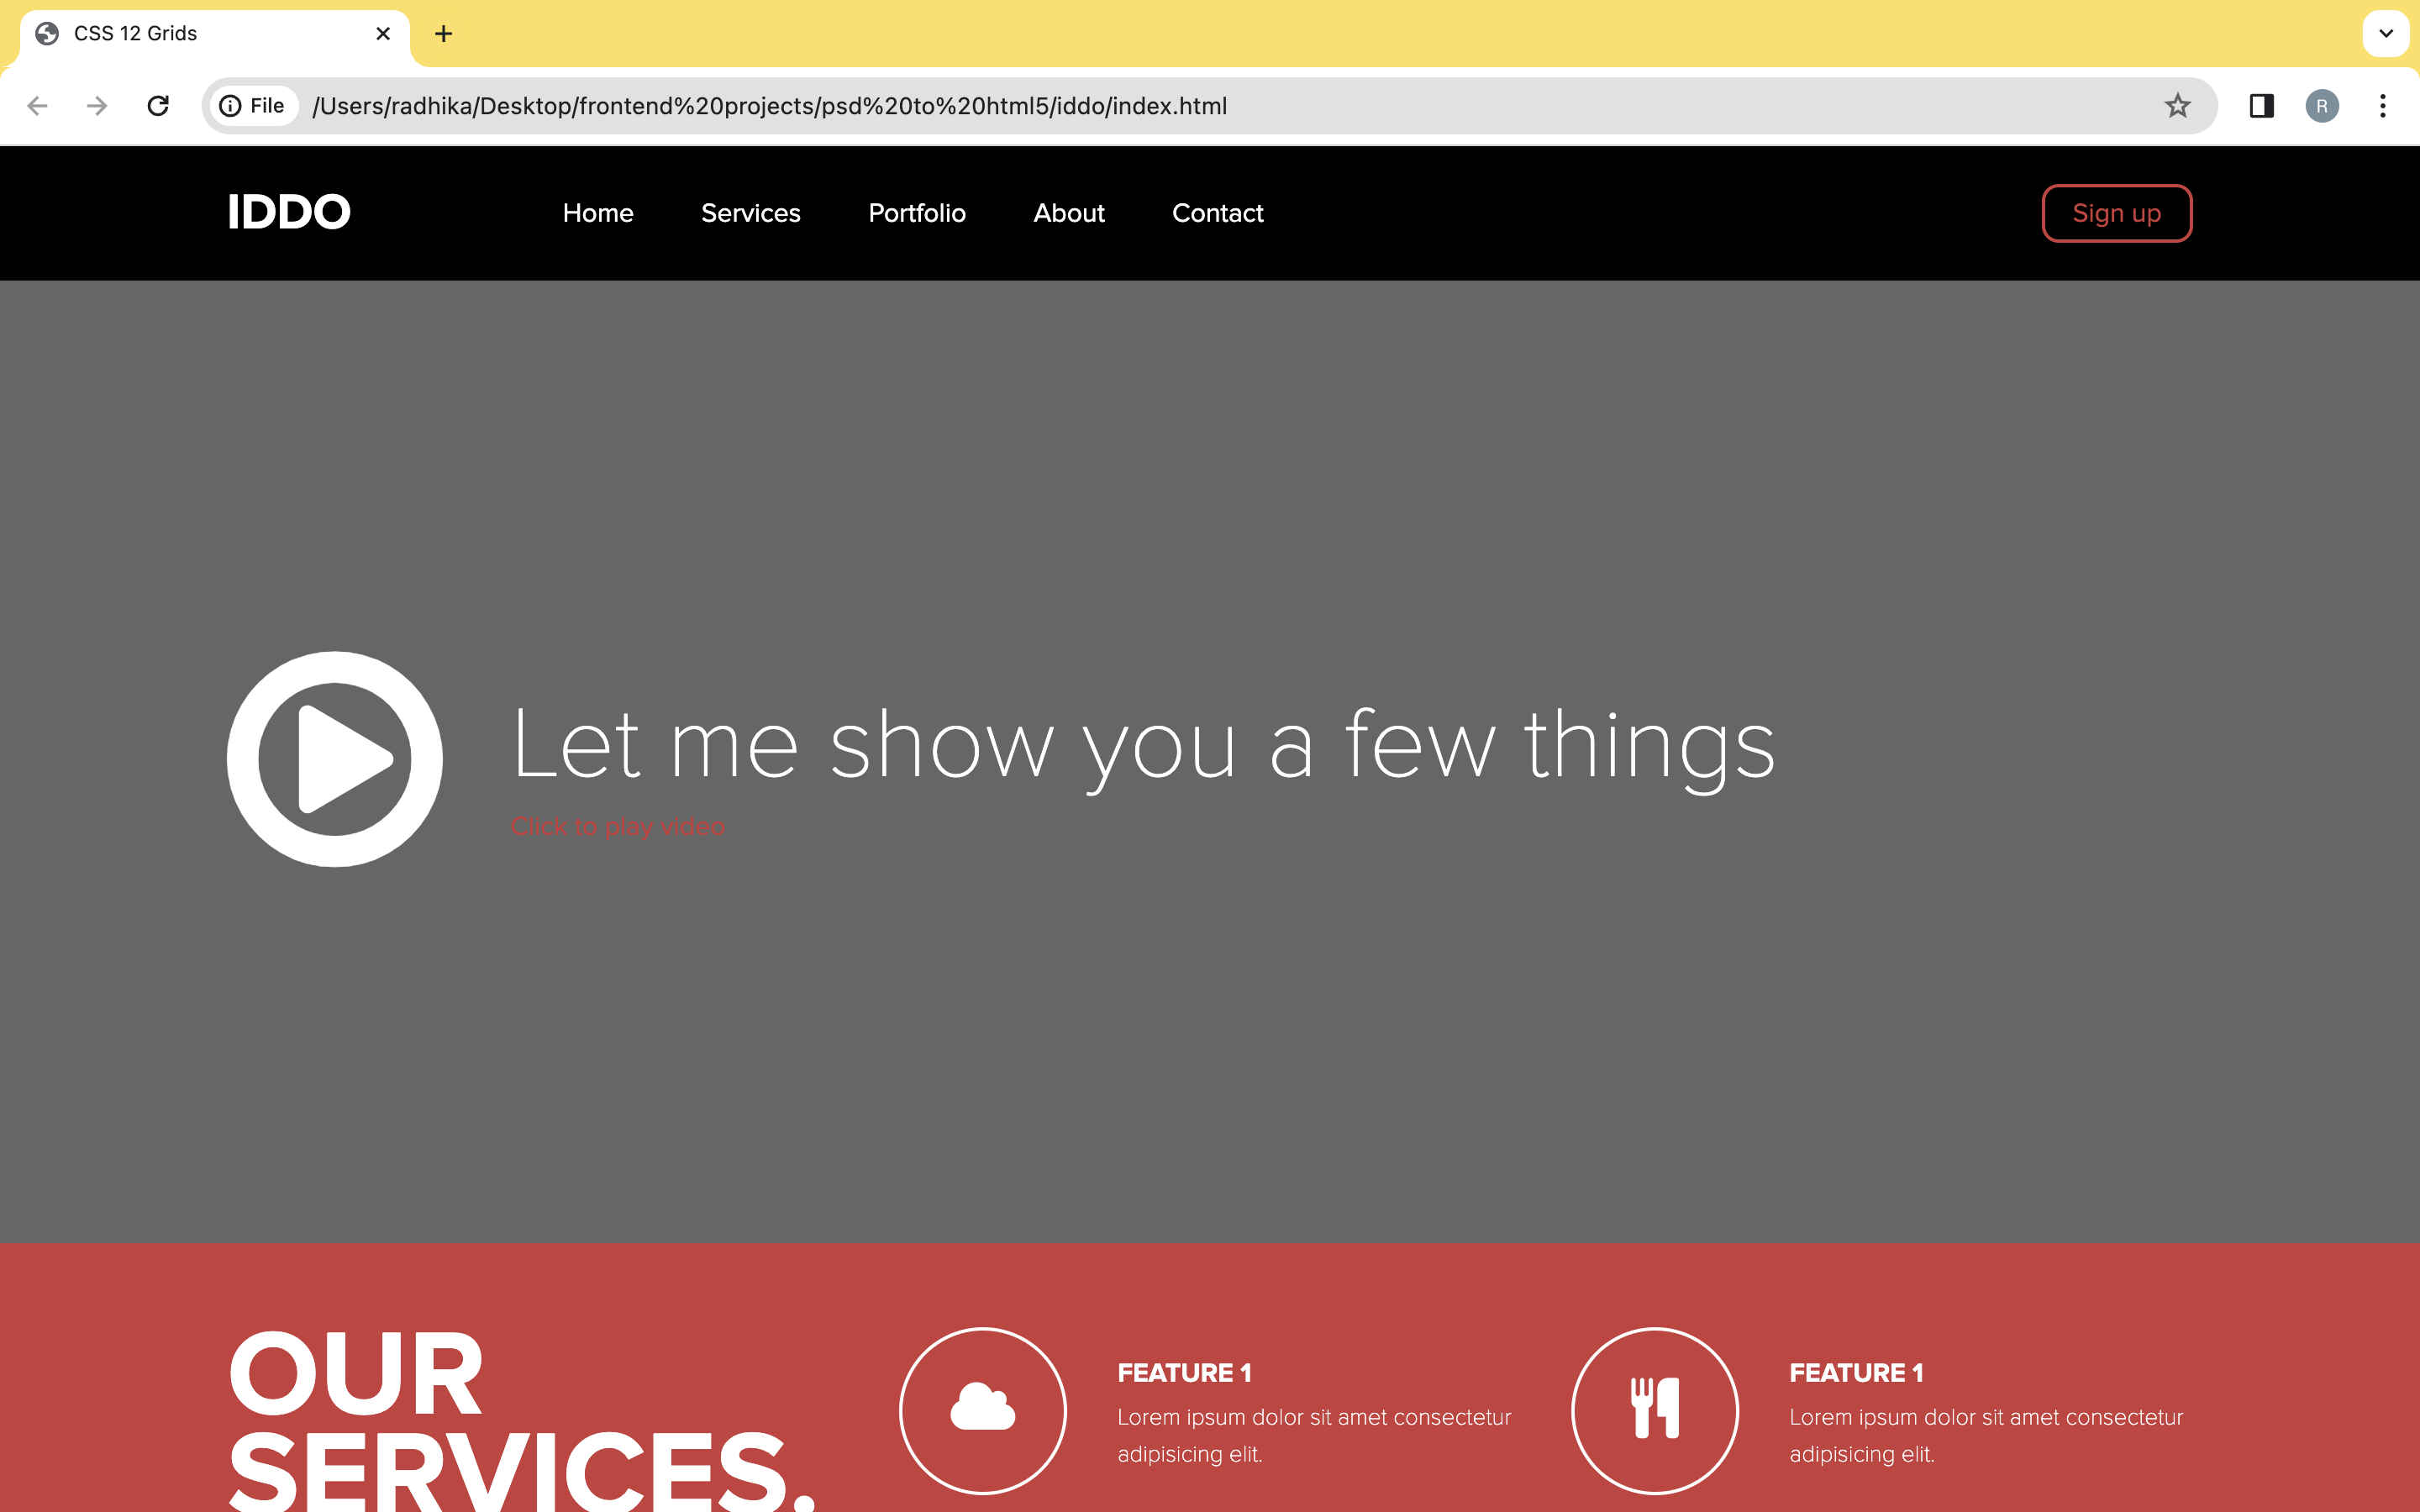 CSS 12 Grids
File /Users/radhika/Desktop/frontend%20projects/psd%20to%20html5/iddo/index.html
R
IDDO Home Services Portfolio About Contact Sign up
Let me show you a few things
Click to play video
OUR
SERVICES.
FEATURE 1
Lorem ipsum dolor sit amet consectetur
adipisicing elit.
FEATURE 1
Lorem ipsum dolor sit amet consectetur
adipisicing elit.